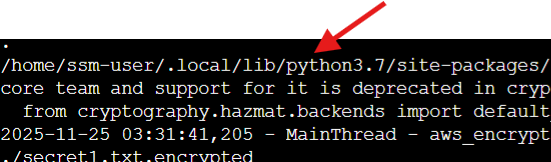 .
/home/ssm-user/.local/lib/python3.7/site-packages/
core team and support for it is deprecated in cryp
from cryptography.hazmat.backends import default_
2025-11-25 03:31:41,205 - MainThread - aws_encrypt
./secret1.txt.encrypted